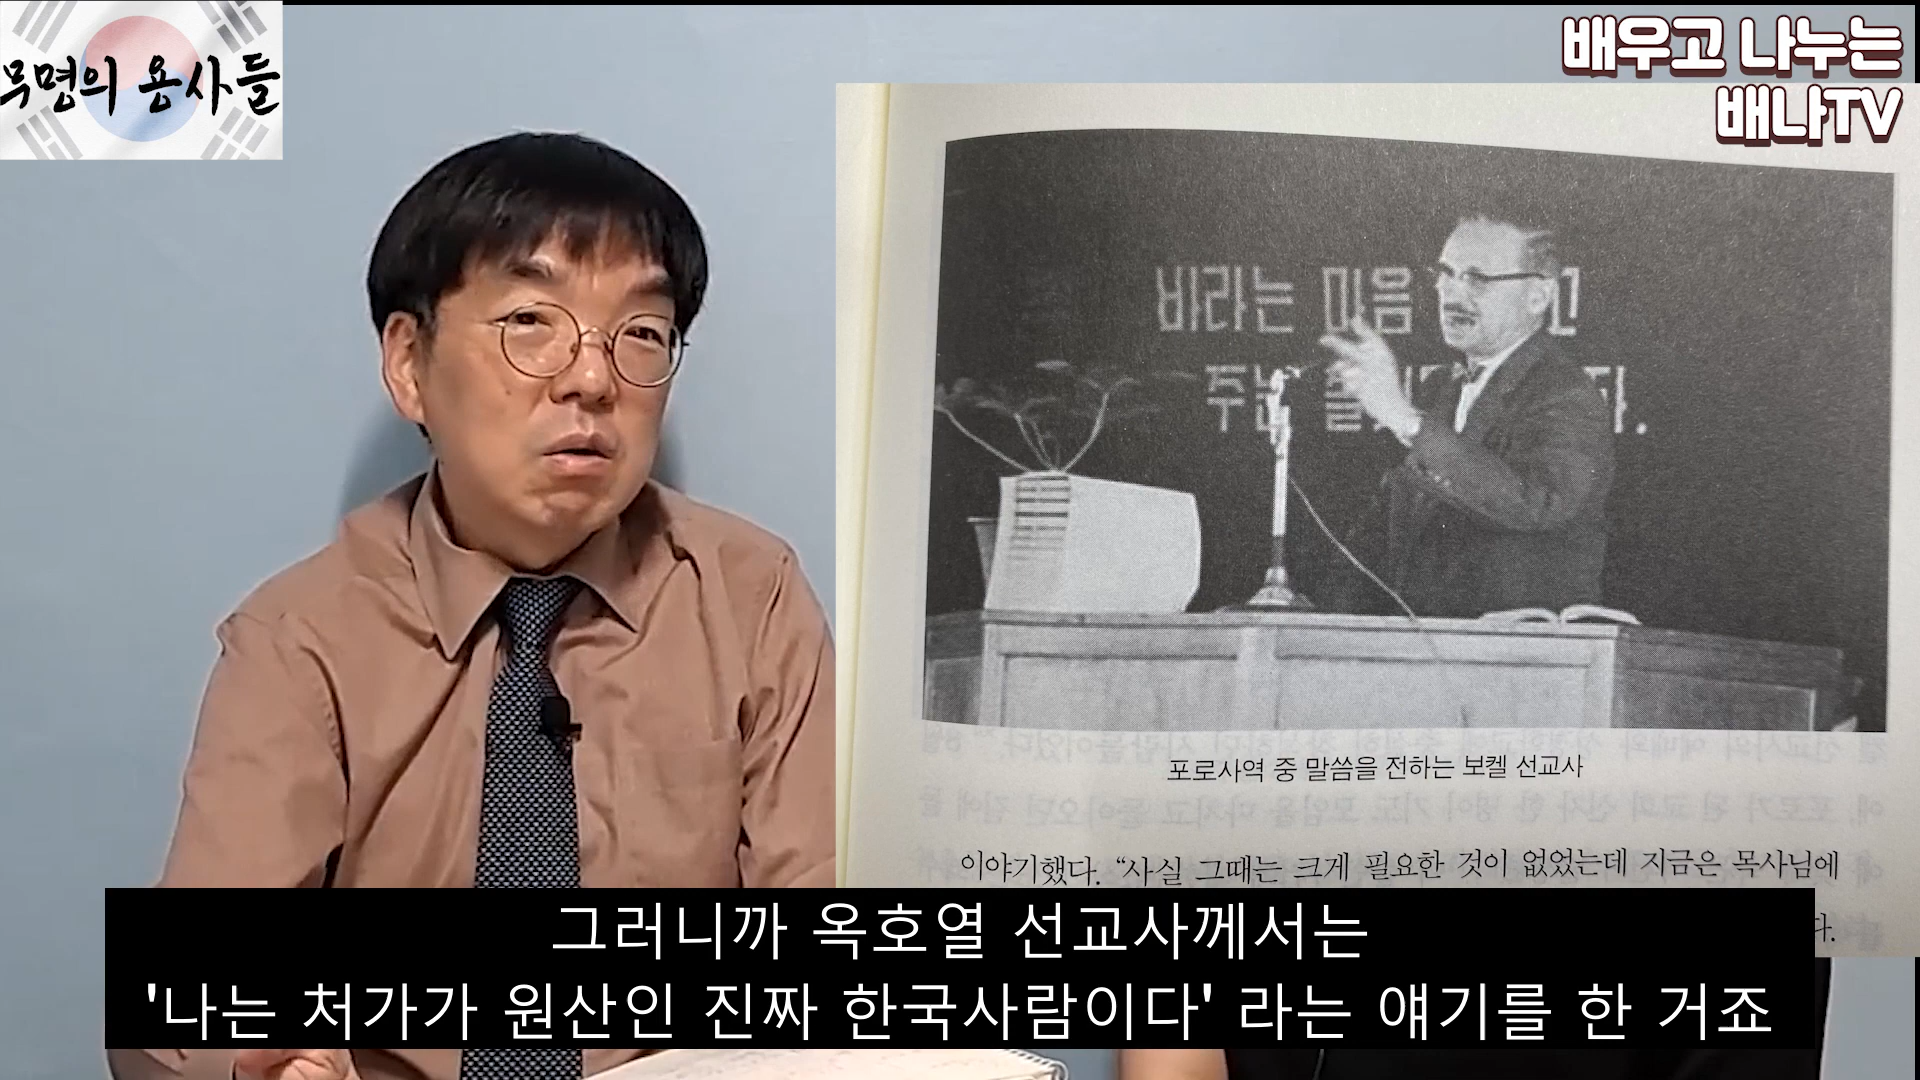 무명의 용사들
배우고 나누는
배나TV
바라는 마음
포로사역 중 말씀을 전하는 보켈 선교사
이야기했다. “사실 그때는 크게 필요한 것이 없었는데 지금은 목사님에
다.
그러니까 옥호열 선교사께서는
'나는 처가가 원산인 진짜 한국사람이다' 라는 얘기를 한 거죠